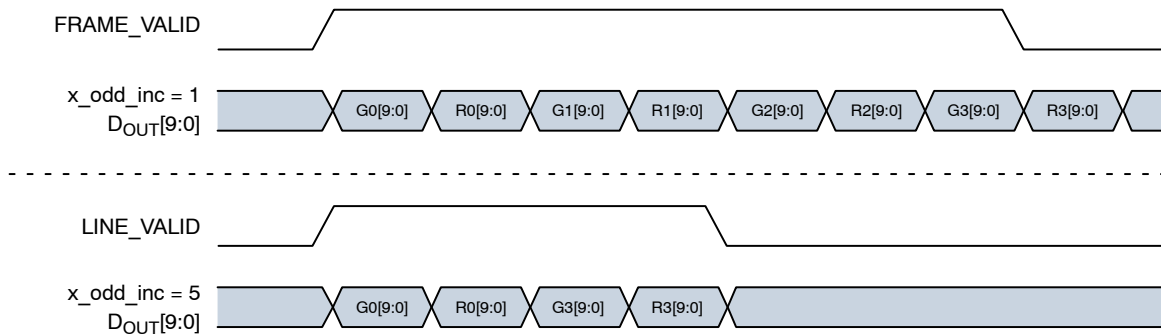 FRAME_VALID
x_odd_inc = 1
DOUT[9:0]
G0[9:0] R0[9:0] G1[9:0] R1[9:0] G2[9:0] R2[9:0] G3[9:0] R3[9:0]
LINE_VALID
x_odd_inc = 5
DOUT[9:0]
G0[9:0] R0[9:0] G3[9:0] R3[9:0]